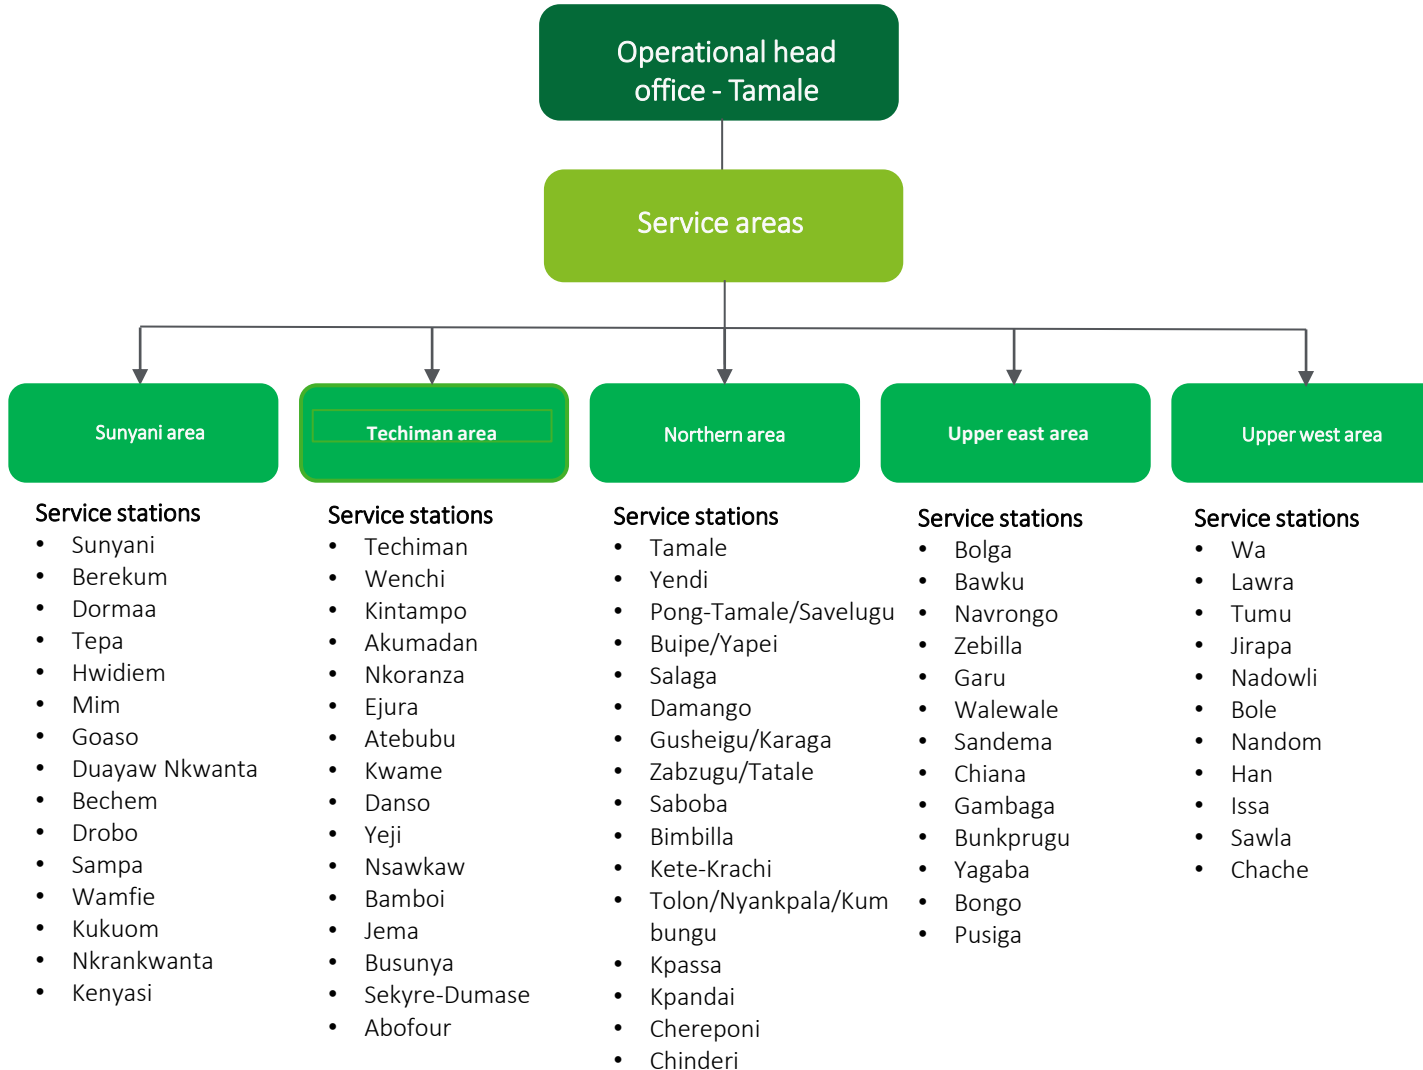 Operational head
office - Tamale
Service areas
Sunyani area
Techiman area
Northern area
Upper east area
Upper west area
Service stations
• Sunyani
• Berekum
• Dormaa
• Tepa
• Hwidiem
• Mim
• Goaso
• Duayaw Nkwanta
• Bechem
• Drobo
• Sampa
• Wamfie
• Kukuom
• Nkrankwanta
• Kenyasi
Service stations
• Techiman
• Wenchi
• Kintampo
• Akumadan
• Nkoranza
• Ejura
• Atebubu
• Kwame
• Danso
• Yeji
• Nsawkaw
• Bamboi
• Jema
• Busunya
• Sekyre-Dumase
• Abofour
Service stations
• Tamale
• Yendi
• Pong-Tamale/Savelugu
• Buipe/Yapei
• Salaga
• Damango
• Gusheigu/Karaga
• Zabzugu/Tatale
• Saboba
• Bimbilla
• Kete-Krachi
• Tolon/Nyankpala/Kum
bungu
• Kpassa
• Kpandai
• Chereponi
• Chinderi
Service stations
• Bolga
• Bawku
• Navrongo
• Zebilla
• Garu
• Walewale
• Sandema
• Chiana
• Gambaga
• Bunkprugu
• Yagaba
• Bongo
• Pusiga
Service stations
• Wa
• Lawra
• Tumu
• Jirapa
• Nadowli
• Bole
• Nandom
• Han
• Issa
• Sawla
• Chache